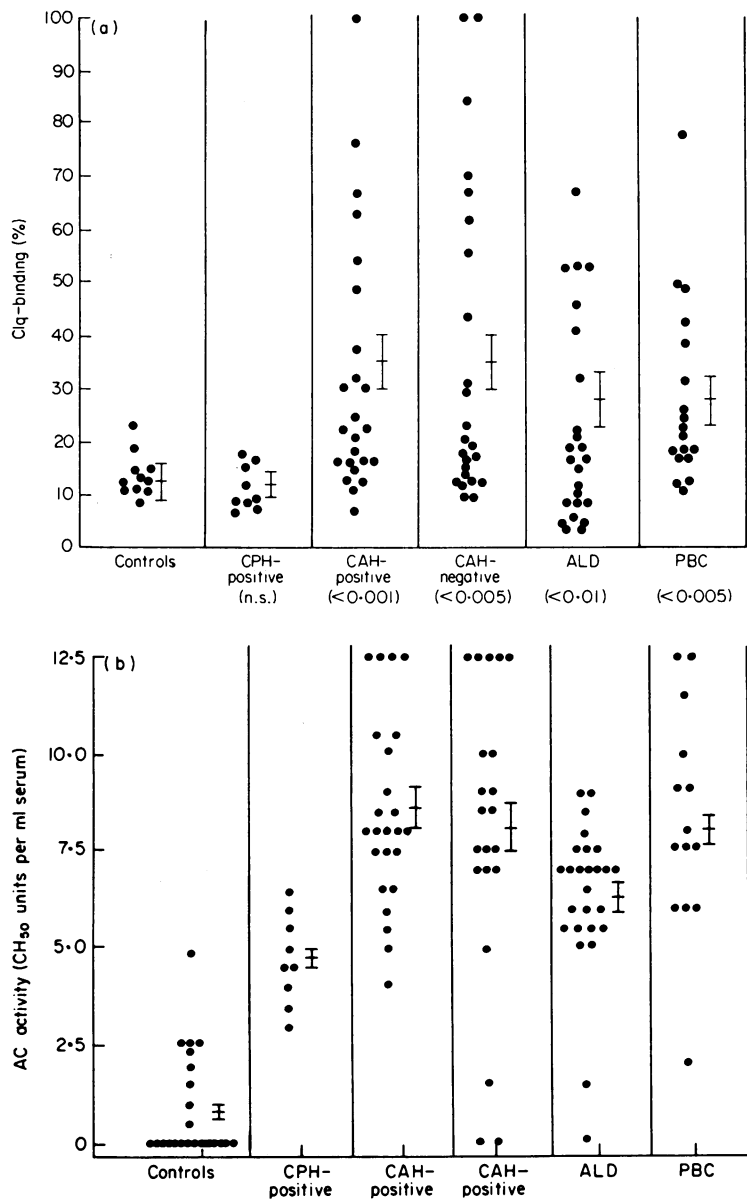 (a)
100
90
80
70
60
50
40
30
20
10
0
Clq-binding (%)
Controls
CPH-
positive
(n.s.)
CAH-
positive
(<0·001)
CAH-
negative
(<0·005)
ALD
(<0·01)
PBC
(<0·005)
(b)
12·5
10·0
7·5
5·0
2·5
0
AC activity (CH50 units per ml serum)
Controls
CPH-
positive
CAH-
positive
CAH-
positive
ALD
PBC